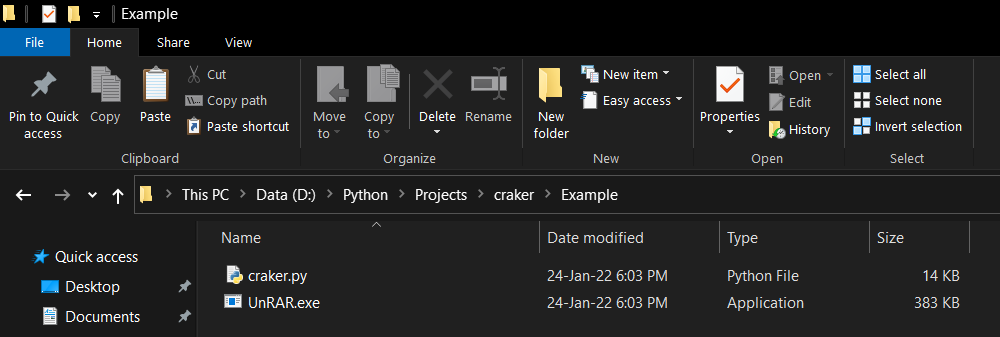 Example
File Home Share View
Pin to Quick access
Copy
Paste
Cut
Copy path
Paste shortcut
Clipboard
Move to
Copy to
Delete
Rename
Organize
New folder
New item
Easy access
New
Properties
Open
Edit
History
Open
Select all
Select none
Invert selection
Select
This PC Data (D:) Python Projects craker Example
Name Date modified Type Size
Quick access
Desktop
Documents
craker.py 24-Jan-22 6:03 PM Python File 14 KB
UnRAR.exe 24-Jan-22 6:03 PM Application 383 KB